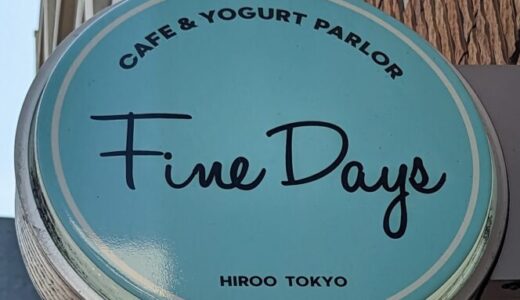 CAFE & YOGURT PARLOR
Fine Days
HIROO TOKYO